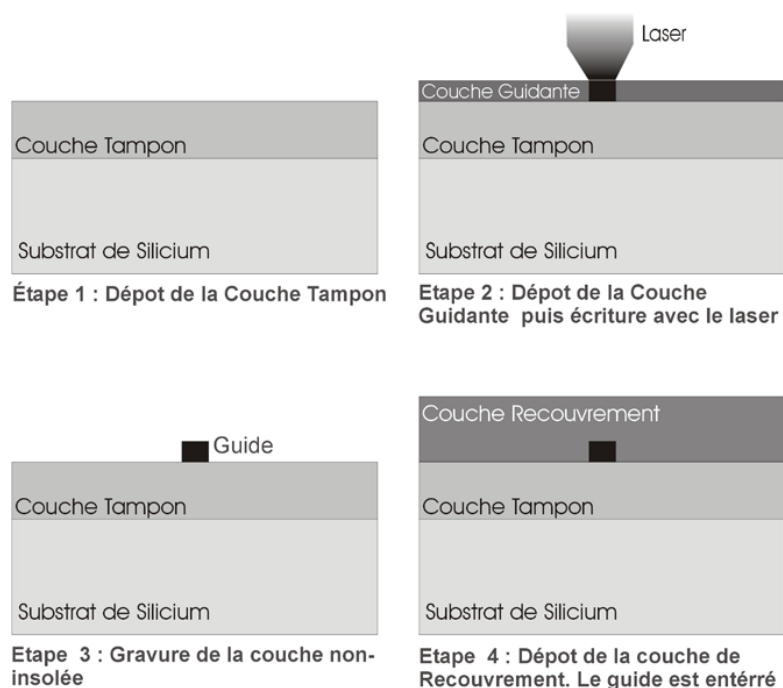 Couche Tampon
Substrat de Silicium
Étape 1 : Dépot de la Couche Tampon
Laser
Couche Guidante
Couche Tampon
Substrat de Silicium
Etape 2 : Dépot de la Couche
Guidante puis écriture avec le laser
Guide
Couche Tampon
Substrat de Silicium
Etape 3 : Gravure de la couche non-
insolée
Couche Recouvrement
Couche Tampon
Substrat de Silicium
Etape 4 : Dépôt de la couche de
Recouvrement. Le guide est entérré